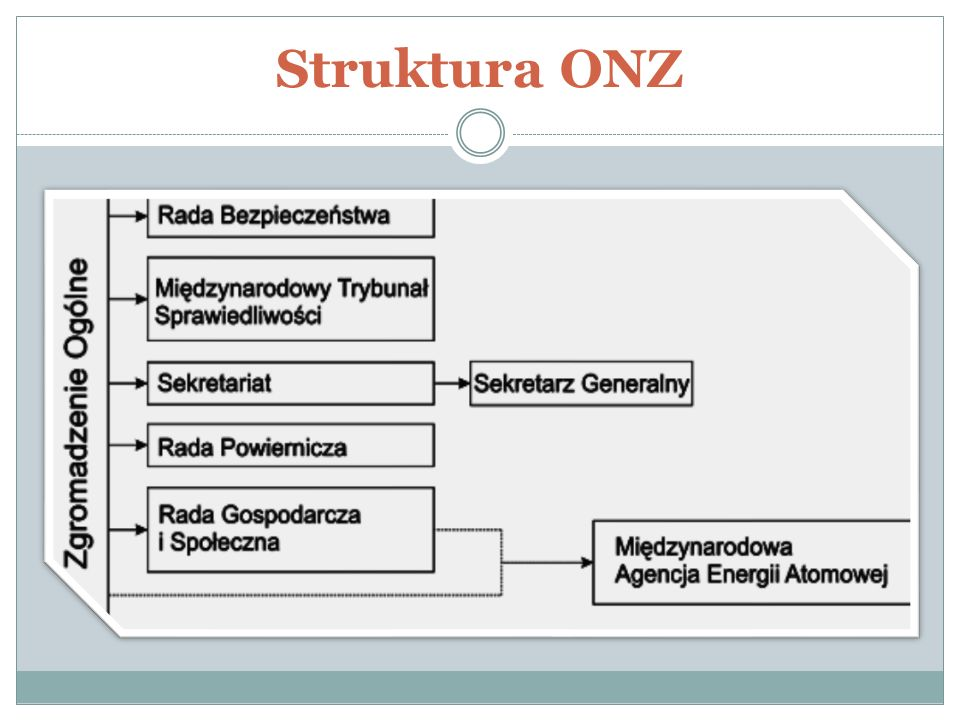 Struktura ONZ
Zgromadzenie Ogólne
Rada Bezpieczeństwa
Międzynarodowy Trybunał
Sprawiedliwości
Sekretariat
Sekretarz Generalny
Rada Powiernicza
Rada Gospodarcza
i Społeczna
Międzynarodowa
Agencja Energii Atomowej